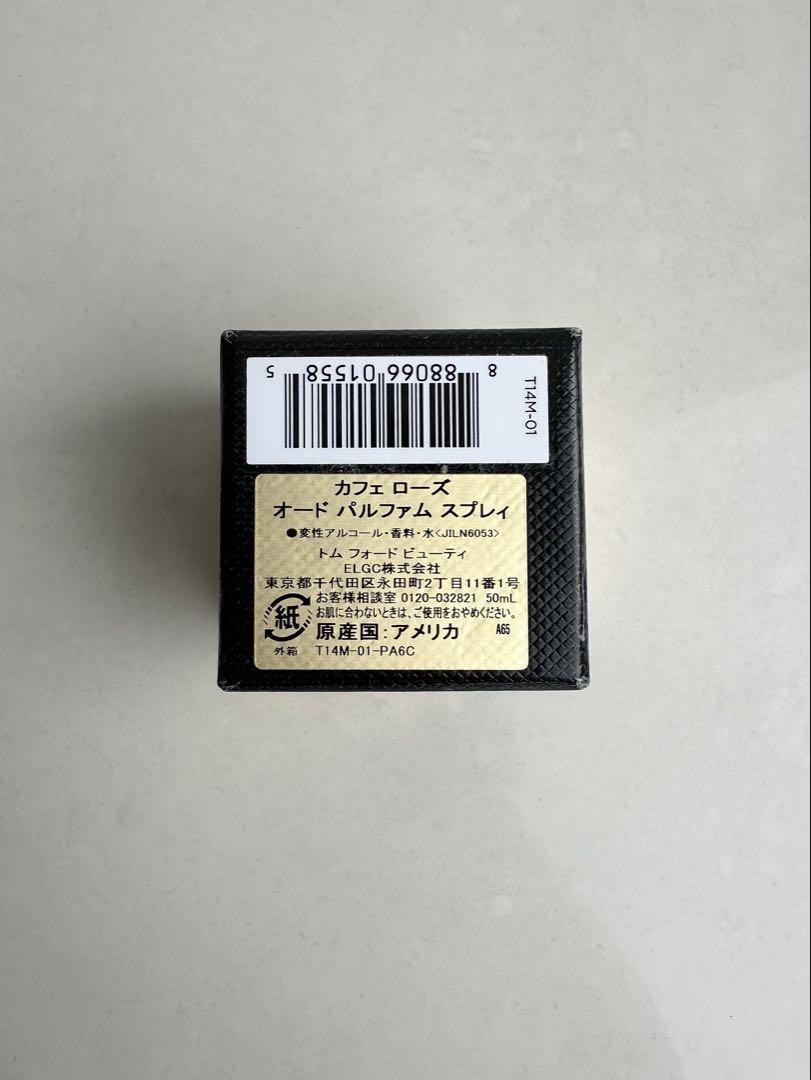 8 88066 01558 5
T14M-01
カフェ ローズ
オード パルファム スプレィ
●変性アルコール・香料・水<JILN6053>
トム フォード ビューティ
ELGC株式会社
東京都千代田区永田町2丁目11番1号
お客様相談室 0120-032821 50mL
お肌に合わないときは、ご使用をおやめください。
紙 原産国:アメリカ A65
外箱 T14M-01-PA6C